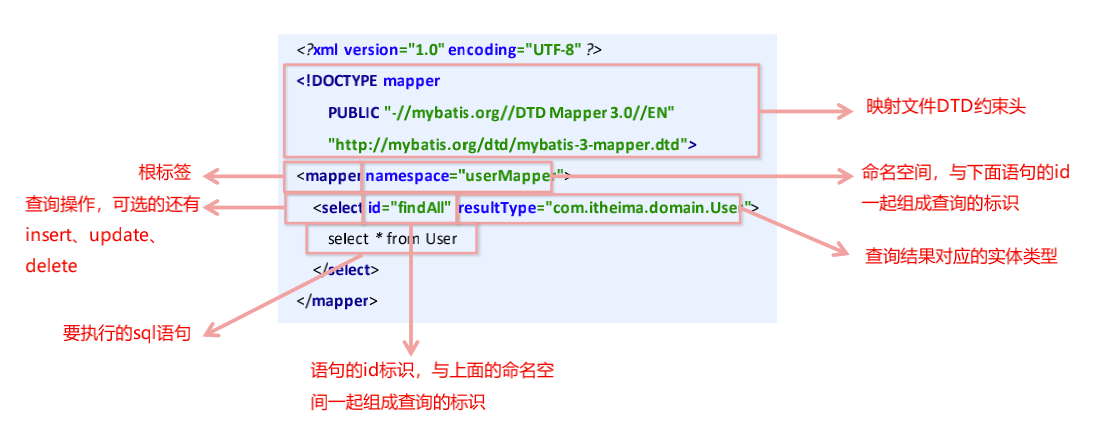 <?xml version="1.0" encoding="UTF-8" ?>
<!DOCTYPE mapper
PUBLIC "-//mybatis.org//DTD Mapper 3.0//EN"
"http://mybatis.org/dtd/mybatis-3-mapper.dtd">
<mapper namespace="userMapper">
<select id="findAll" resultType="com.itheima.domain.User">
select * from User
</select>
</mapper>
映射文件DTD约束头
根标签
命名空间，与下面语句的id
一起组成查询的标识
查询操作，可选的还有
insert、update、
delete
查询结果对应的实体类型
要执行的sql语句
语句的id标识，与上面的命名空
间一起组成查询的标识